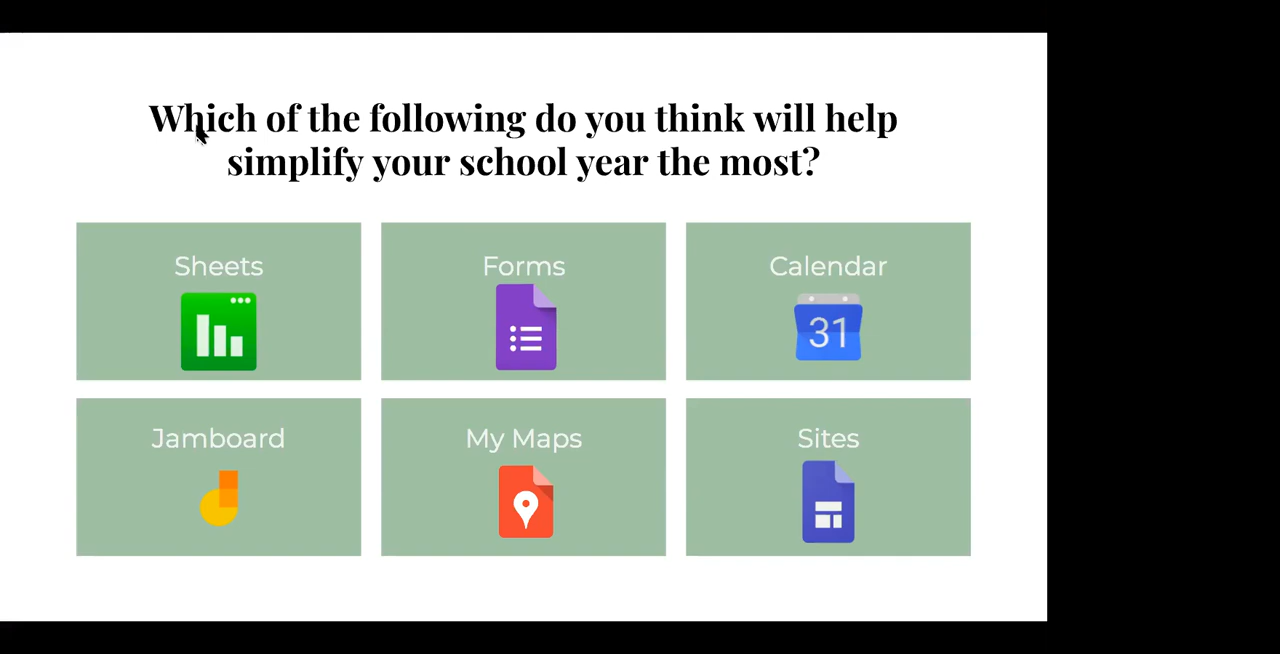 Which of the following do you think will help
simplify your school year the most?
Sheets
Forms
Calendar
31
Jamboard
My Maps
Sites